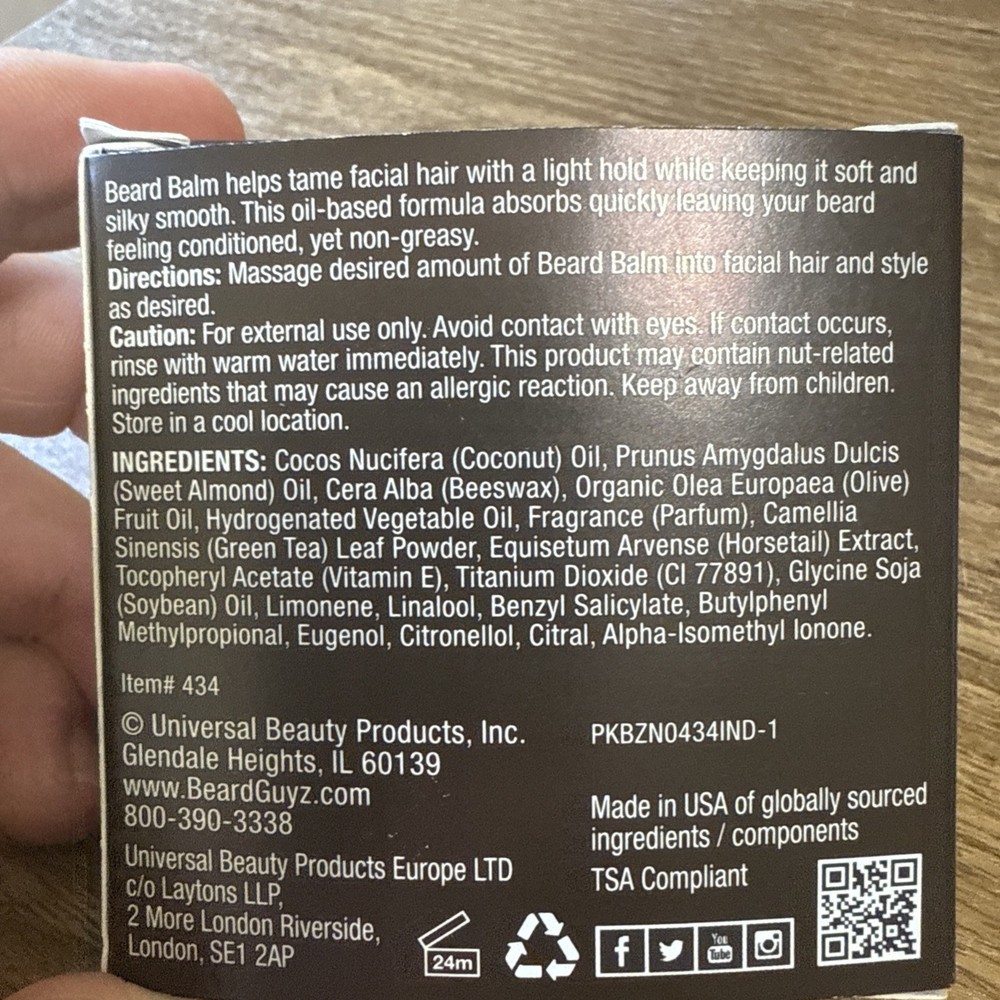 Beard Balm helps tame facial hair with a light hold while keeping it soft and
silky smooth. This oil-based formula absorbs quickly leaving your beard
feeling conditioned, yet non-greasy.
Directions: Massage desired amount of Beard Balm into facial hair and style
as desired.
Caution: For external use only. Avoid contact with eyes. If contact occurs,
rinse with warm water immediately. This product may contain nut-related
ingredients that may cause an allergic reaction. Keep away from children.
Store in a cool location.
INGREDIENTS: Cocos Nucifera (Coconut) Oil, Prunus Amygdalus Dulcis
(Sweet Almond) Oil, Cera Alba (Beeswax), Organic Olea Europaea (Olive)
Fruit Oil, Hydrogenated Vegetable Oil, Fragrance (Parfum), Camellia
Sinensis (Green Tea) Leaf Powder, Equisetum Arvense (Horsetail) Extract,
Tocopheryl Acetate (Vitamin E), Titanium Dioxide (CI 77891), Glycine Soja
(Soybean) Oil, Limonene, Linalool, Benzyl Salicylate, Butylphenyl
Methylpropional, Eugenol, Citronellol, Citral, Alpha-Isomethyl Ionone.
Item# 434
© Universal Beauty Products, Inc.
Glendale Heights, IL 60139
www.BeardGuyz.com
800-390-3338
Universal Beauty Products Europe LTD
c/o Laytons LLP,
2 More London Riverside,
London, SE1 2AP
PKBZN0434IND-1
Made in USA of globally sourced
ingredients / components
TSA Compliant
24m
f
You
Tube